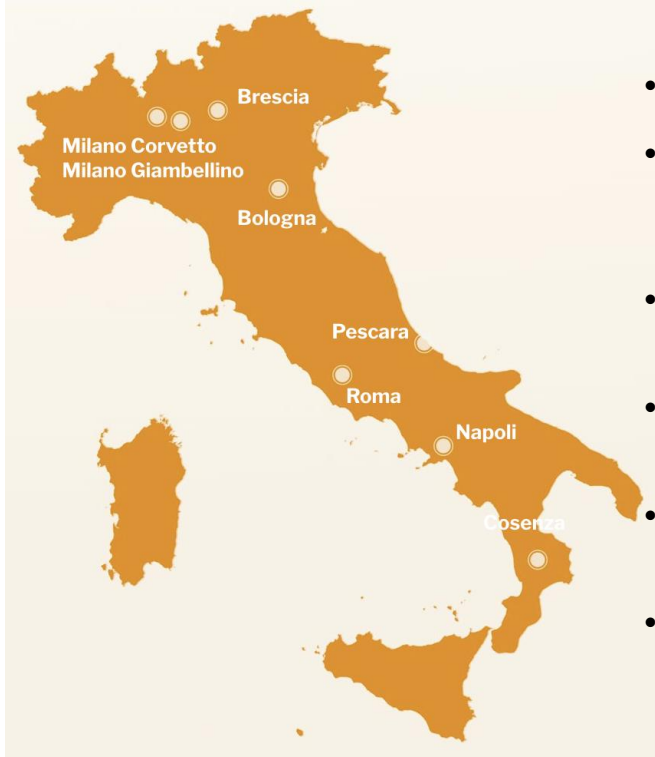 Brescia
Milano Corvetto
Milano Giambellino
Bologna
Pescara
Roma
Napoli
Cosenza